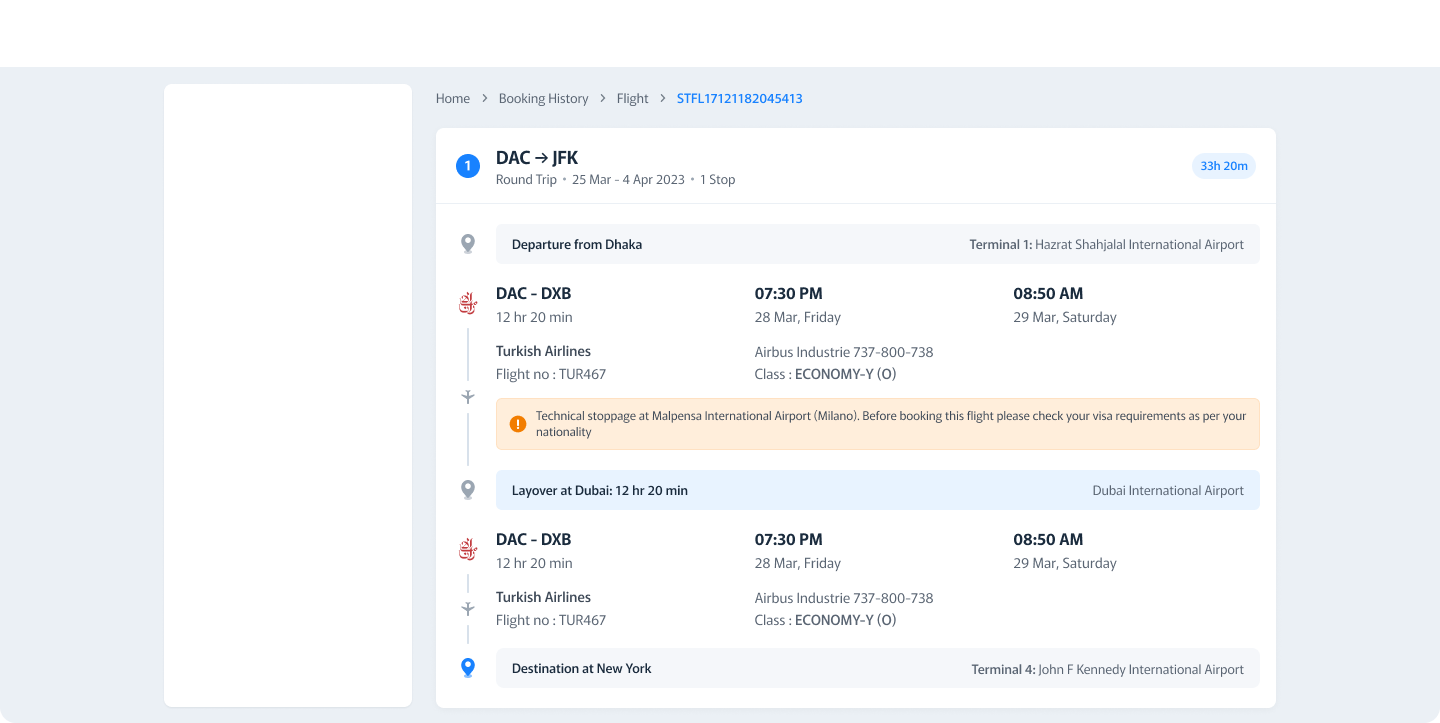 Home > Booking History > Flight > STFL17121182045413
1
DAC → JFK
33h 20m
Round Trip • 25 Mar - 4 Apr 2023 • 1 Stop
Departure from Dhaka
Terminal 1: Hazrat Shahjalal International Airport
DAC - DXB
07:30 PM
08:50 AM
12 hr 20 min
28 Mar, Friday
29 Mar, Saturday
Turkish Airlines
Airbus Industrie 737-800-738
Flight no : TUR467
Class : ECONOMY-Y (O)
Technical stoppage at Malpensa International Airport (Milano). Before booking this flight please check your visa requirements as per your
nationality
Layover at Dubai: 12 hr 20 min
Dubai International Airport
DAC - DXB
07:30 PM
08:50 AM
12 hr 20 min
28 Mar, Friday
29 Mar, Saturday
Turkish Airlines
Airbus Industrie 737-800-738
Flight no : TUR467
Class : ECONOMY-Y (O)
Destination at New York
Terminal 4: John F Kennedy International Airport